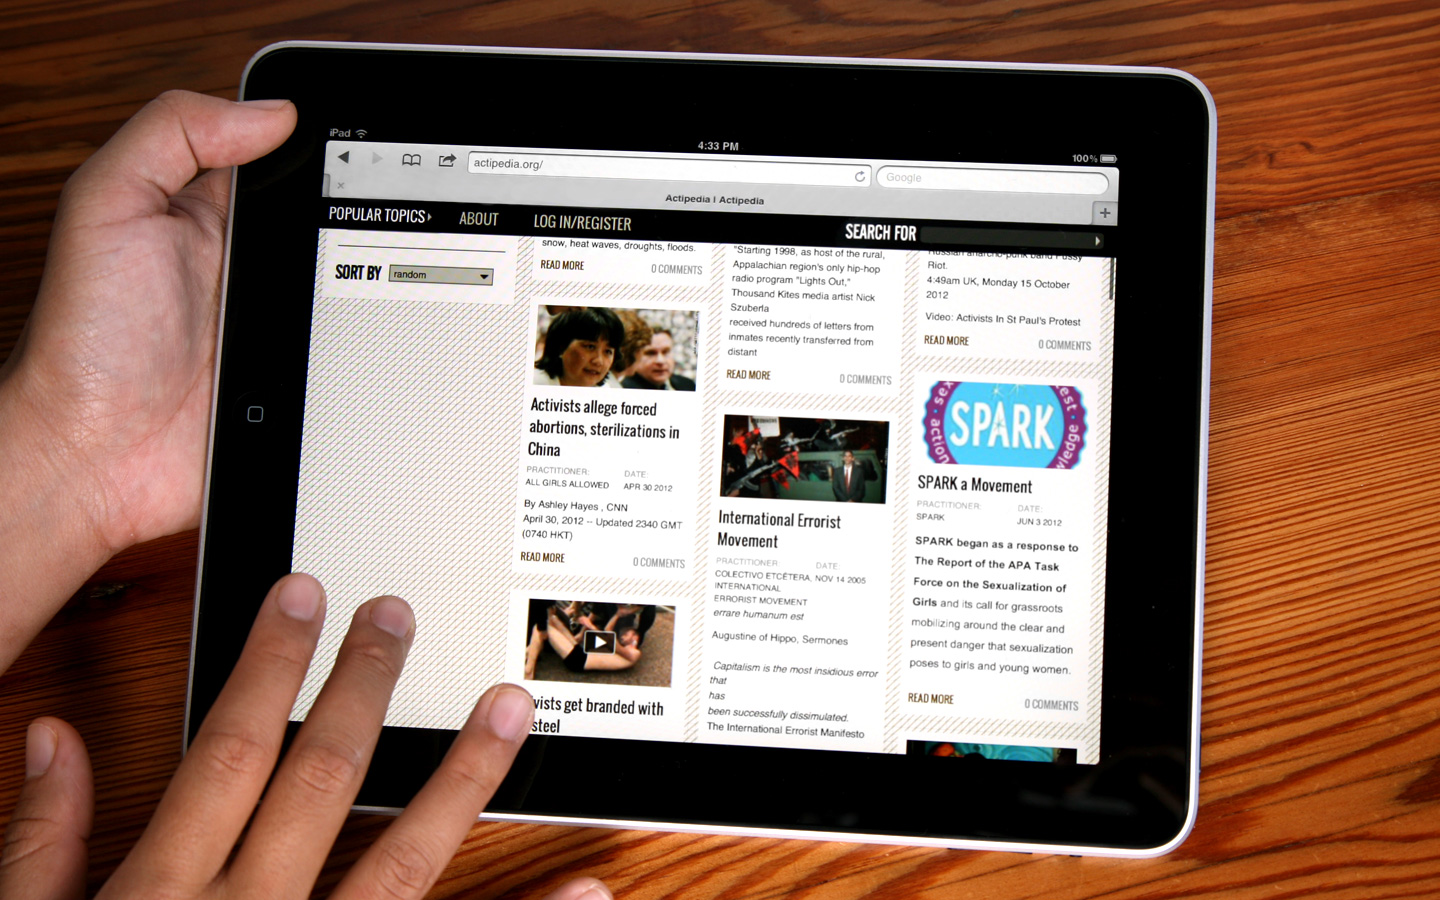 iPad
4:33 PM
100%
actipedia.org/
Google
Actipedia | Actipedia
POPULAR TOPICS
ABOUT
LOG IN/REGISTER
SEARCH FOR
SORT BY
random
snow, heat waves, droughts, floods.
READ MORE
0 COMMENTS
Activists allege forced
abortions, sterilizations in
China
PRACTITIONER:
DATE:
ALL GIRLS ALLOWED
APR 30 2012
By Ashley Hayes , CNN
April 30, 2012 -- Updated 2340 GMT
(0740 HKT)
READ MORE
0 COMMENTS
vists get branded with
steel
"Starting 1998, as host of the rural,
Appalachian region's only hip-hop
radio program "Lights Out,"
Thousand Kites media artist Nick
Szuberla
received hundreds of letters from
inmates recently transferred from
distant
READ MORE
0 COMMENTS
International Errorist
Movement
PRACTITIONER:
DATE:
COLECTIVO ETCÉTERA,
NOV 14 2005
INTERNATIONAL
ERRORIST MOVEMENT
errare humanum est
Augustine of Hippo, Sermones
Capitalism is the most insidious error
that
has
been successfully dissimulated.
The International Errorist Manifesto
Russian anarcho-punk band Pussy
Riot.
4:49am UK, Monday 15 October
2012
Video: Activists In St Paul's Protest
READ MORE
0 COMMENTS
SPARK
SPARK a Movement
PRACTITIONER:
DATE:
SPARK
JUN 3 2012
SPARK began as a response to
The Report of the APA Task
Force on the Sexualization of
Girls and its call for grassroots
mobilizing around the clear and
present danger that sexualization
poses to girls and young women.
READ MORE
0 COMMENTS